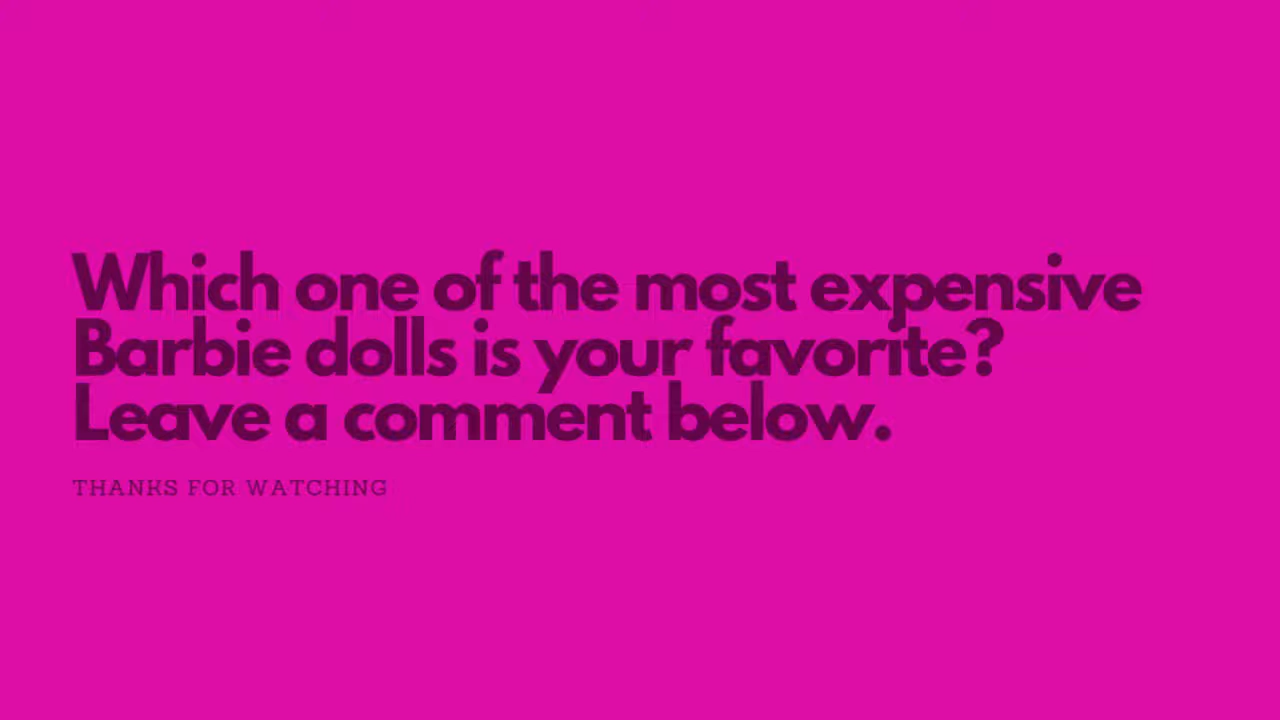 Which one of the most expensive
Barbie dolls is your favorite?
Leave a comment below.
THANKS FOR WATCHING